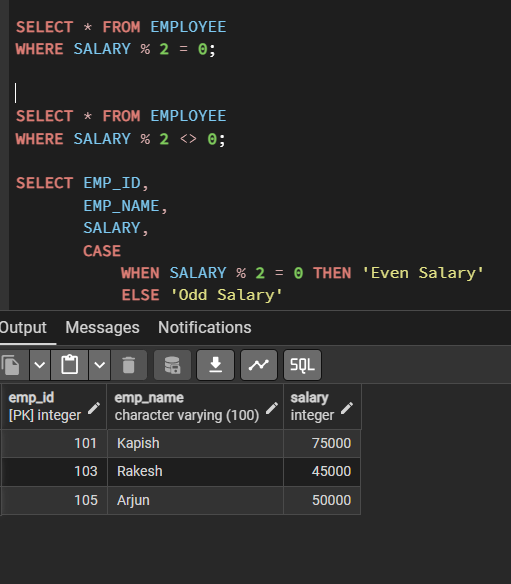 SELECT * FROM EMPLOYEE
WHERE SALARY % 2 = 0;
SELECT * FROM EMPLOYEE
WHERE SALARY % 2 <> 0;
SELECT EMP_ID,
EMP_NAME,
SALARY,
CASE
WHEN SALARY % 2 = 0 THEN 'Even Salary'
ELSE 'Odd Salary'
Output Messages Notifications
SQL
emp_id emp_name salary
[PK] integer character varying (100) integer
101 Kapish 75000
103 Rakesh 45000
105 Arjun 50000